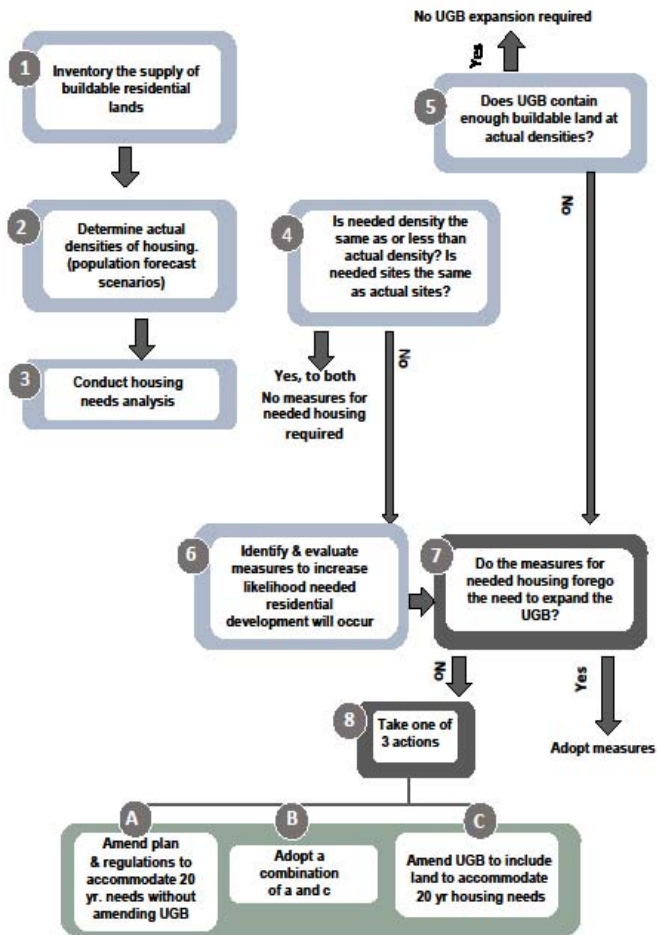 1
Inventory the supply of
buildable residential
lands
2
Determine actual
densities of housing.
(population forecast
scenarios)
3
Conduct housing
needs analysis
4
Is needed density the
same as or less than
actual density? Is
needed sites the same
as actual sites?
Yes, to both
No measures for
needed housing
required
No
No UGB expansion required
Yes
5
Does UGB contain
enough buildable land at
actual densities?
No
6
Identify & evaluate
measures to increase
likelihood needed
residential
development will occur
7
Do the measures for
needed housing forego
the need to expand the
UGB?
No
Yes
Adopt measures
8
Take one of
3 actions
A
Amend plan
& regulations to
accommodate 20
yr. needs without
amending UGB
B
Adopt a
combination
of a and c
C
Amend UGB to include
land to accommodate
20 yr housing needs